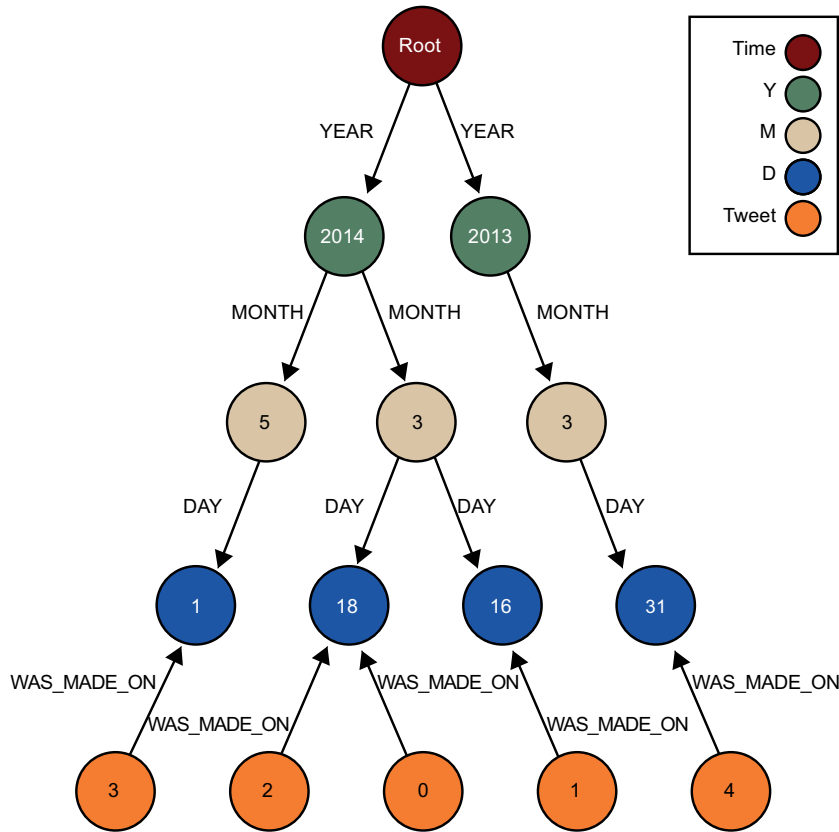 Root
Time
Y
M
D
Tweet
YEAR
YEAR
2014
2013
MONTH
MONTH
MONTH
5
3
3
DAY
DAY
DAY
DAY
1
18
16
31
WAS_MADE_ON
WAS_MADE_ON
WAS_MADE_ON
WAS_MADE_ON
WAS_MADE_ON
3
2
0
1
4